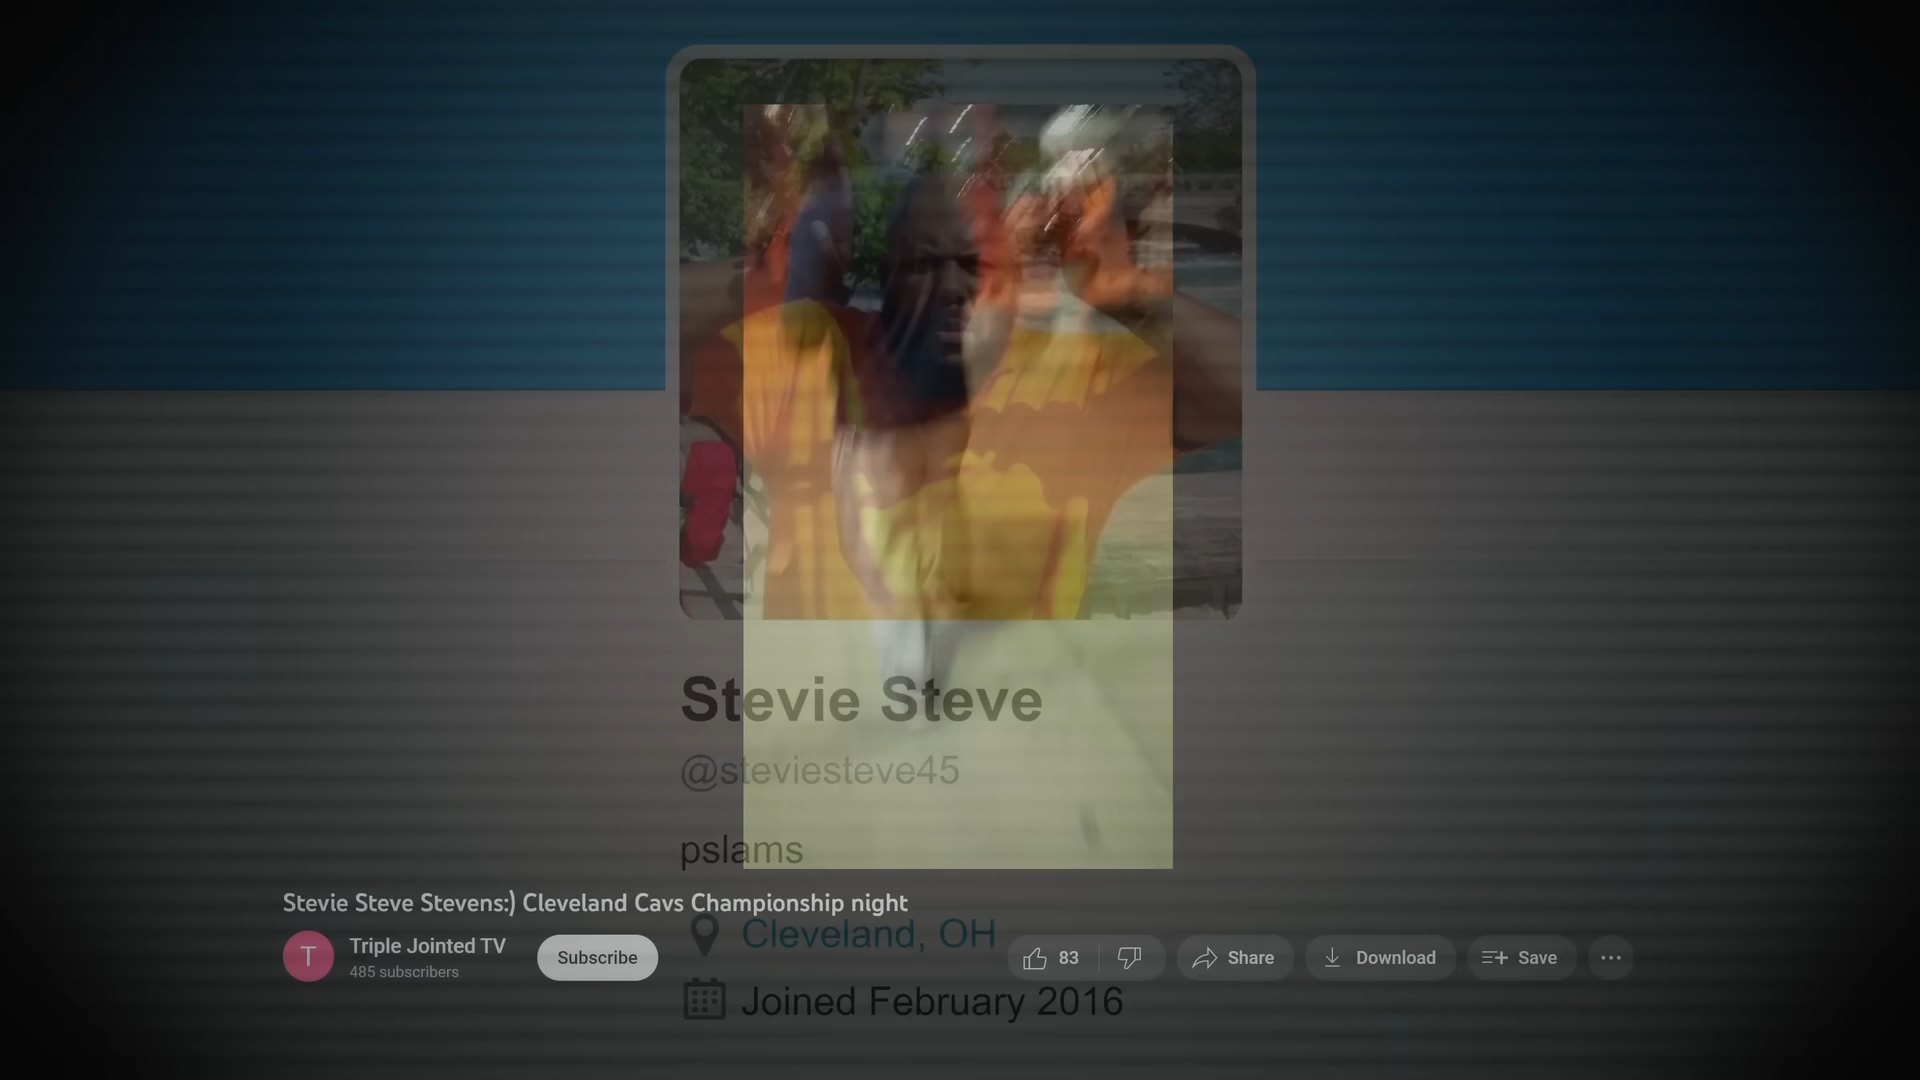 Stevie Steve
@steviesteve45
pslams
Stevie Steve Stevens:) Cleveland Cavs Championship night
Cleveland, OH
T
Triple Jointed TV
485 subscribers
Subscribe
83
Share
Download
Save
Joined February 2016